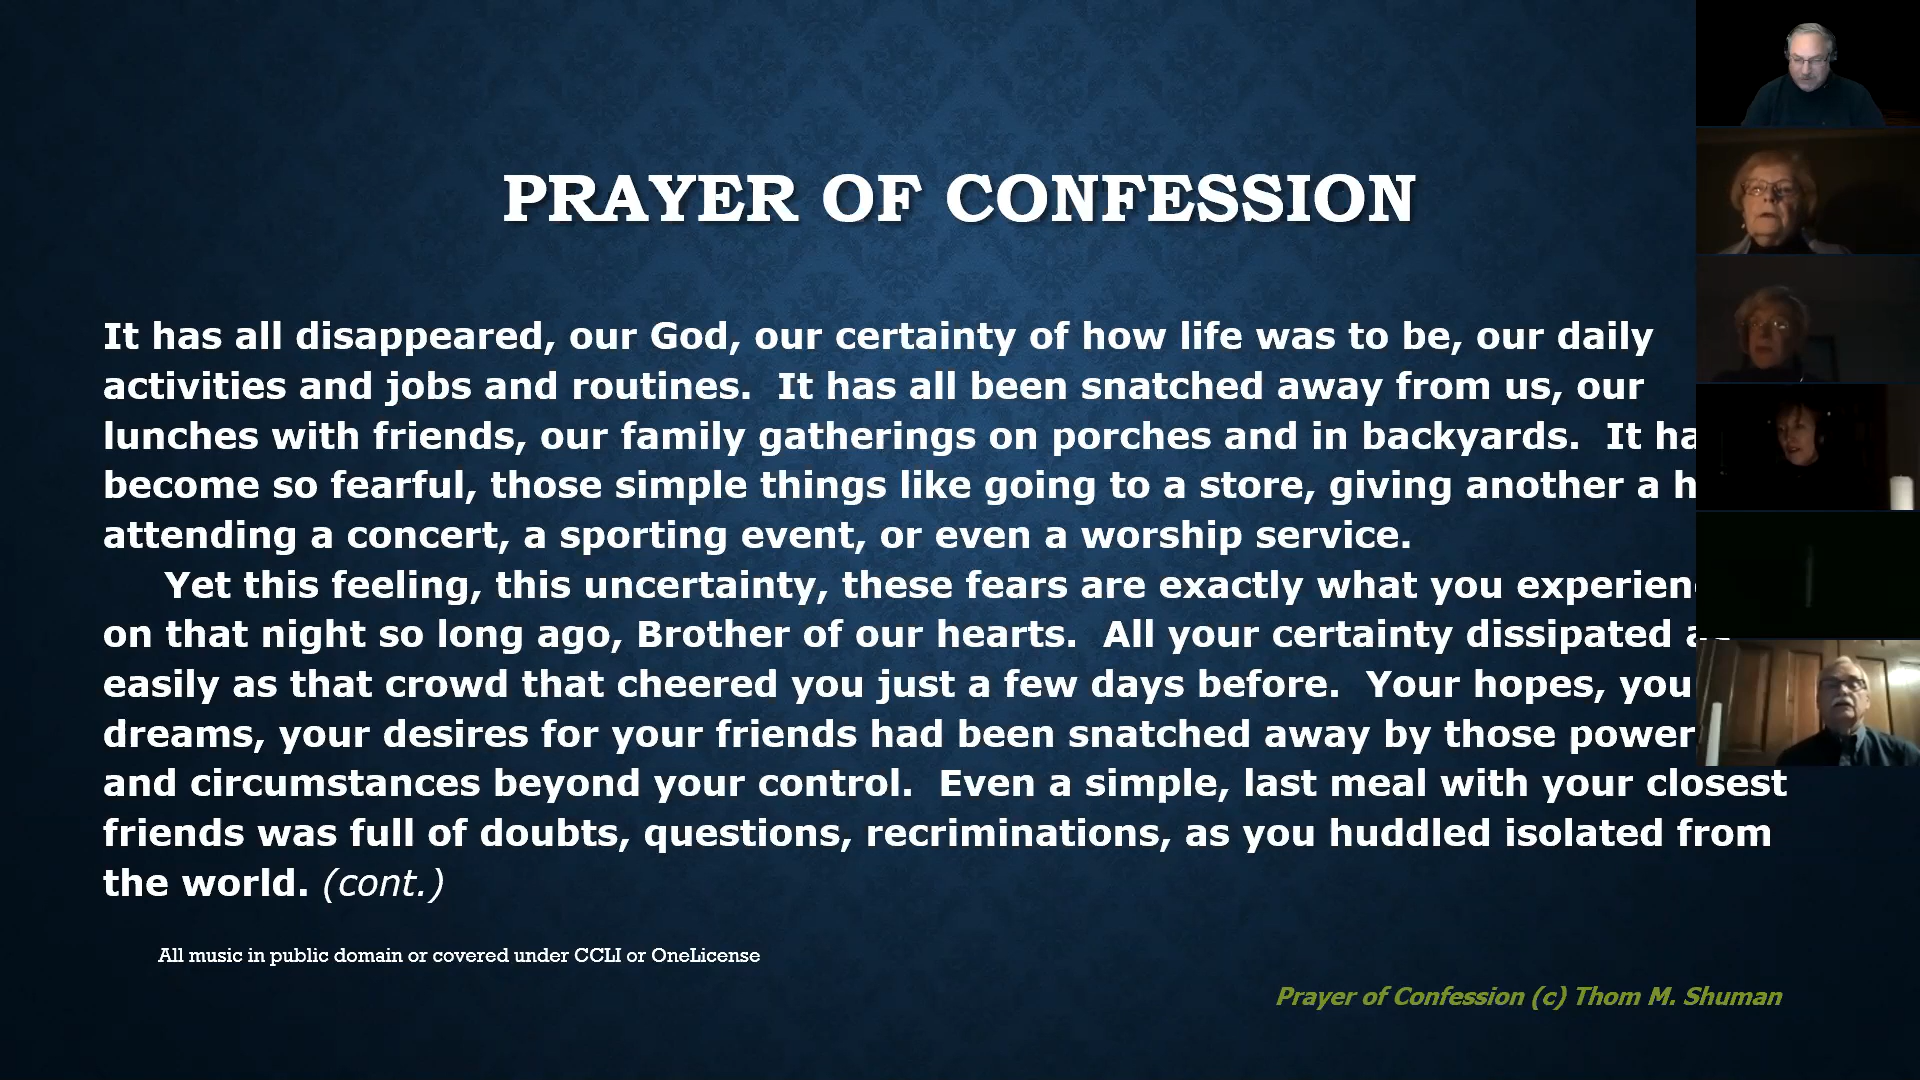 PRAYER OF CONFESSION
It has all disappeared, our God, our certainty of how life was to be, our daily
activities and jobs and routines.  It has all been snatched away from us, our
lunches with friends, our family gatherings on porches and in backyards.  It
become so fearful, those simple things like going to a store, giving another a
attending a concert, a sporting event, or even a worship service.
Yet this feeling, this uncertainty, these fears are exactly what you
on that night so long ago, Brother of our hearts.  All your certainty dissipated
easily as that crowd that cheered you just a few days before.  Your hopes,
dreams, your desires for your friends had been snatched away by those
and circumstances beyond your control.  Even a simple, last meal with your closest
friends was full of doubts, questions, recriminations, as you huddled isolated from
the world. (cont.)
All music in public domain or covered under CCLI or OneLicense
Prayer of Confession (c) Thom M. Shuman